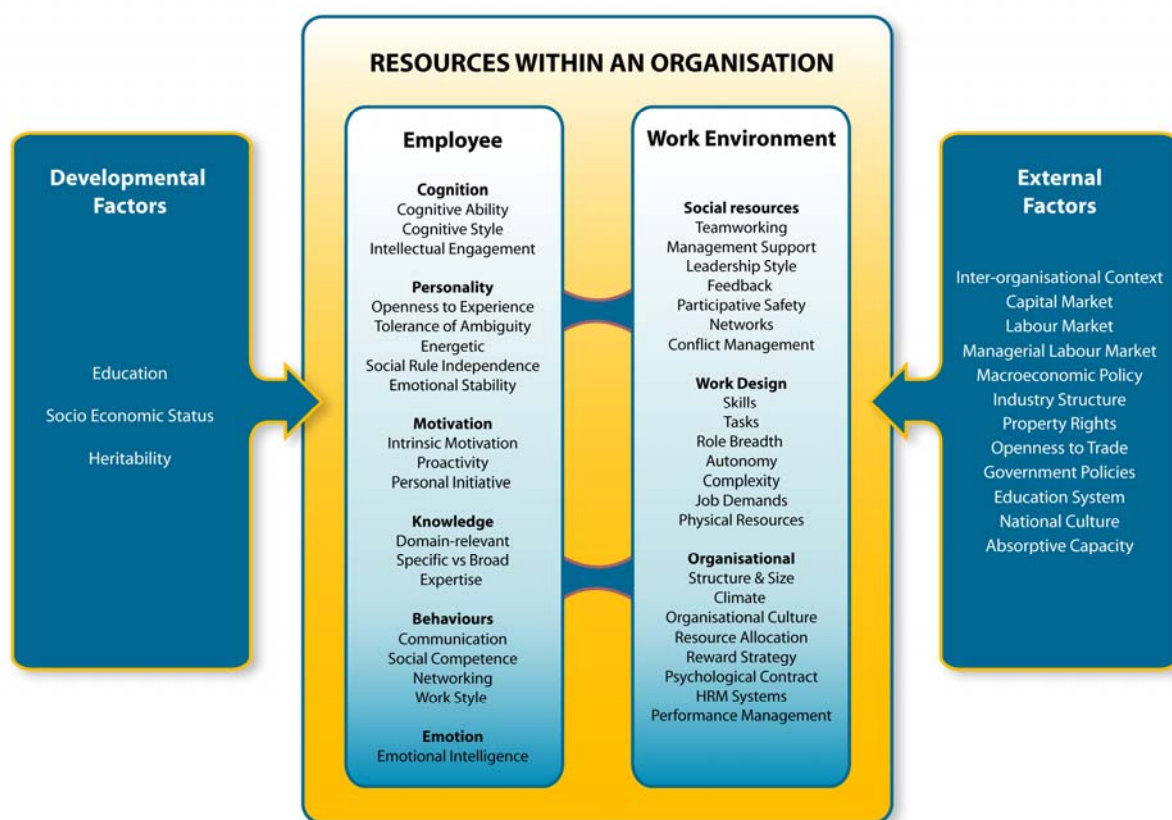 RESOURCES WITHIN AN ORGANISATION
Developmental
Factors
Education
Socio Economic Status
Heritability
Employee
Cognition
Cognitive Ability
Cognitive Style
Intellectual Engagement
Personality
Openness to Experience
Tolerance of Ambiguity
Energetic
Social Rule Independence
Emotional Stability
Motivation
Intrinsic Motivation
Proactivity
Personal Initiative
Knowledge
Domain-relevant
Specific vs Broad
Expertise
Behaviours
Communication
Social Competence
Networking
Work Style
Emotion
Emotional Intelligence
Work Environment
Social resources
Teamworking
Management Support
Leadership Style
Feedback
Participative Safety
Networks
Conflict Management
Work Design
Skills
Tasks
Role Breadth
Autonomy
Complexity
Job Demands
Physical Resources
Organisational
Structure & Size
Climate
Organisational Culture
Resource Allocation
Reward Strategy
Psychological Contract
HRM Systems
Performance Management
External
Factors
Inter-organisational Context
Capital Market
Labour Market
Managerial Labour Market
Macroeconomic Policy
Industry Structure
Property Rights
Openness to Trade
Government Policies
Education System
National Culture
Absorptive Capacity